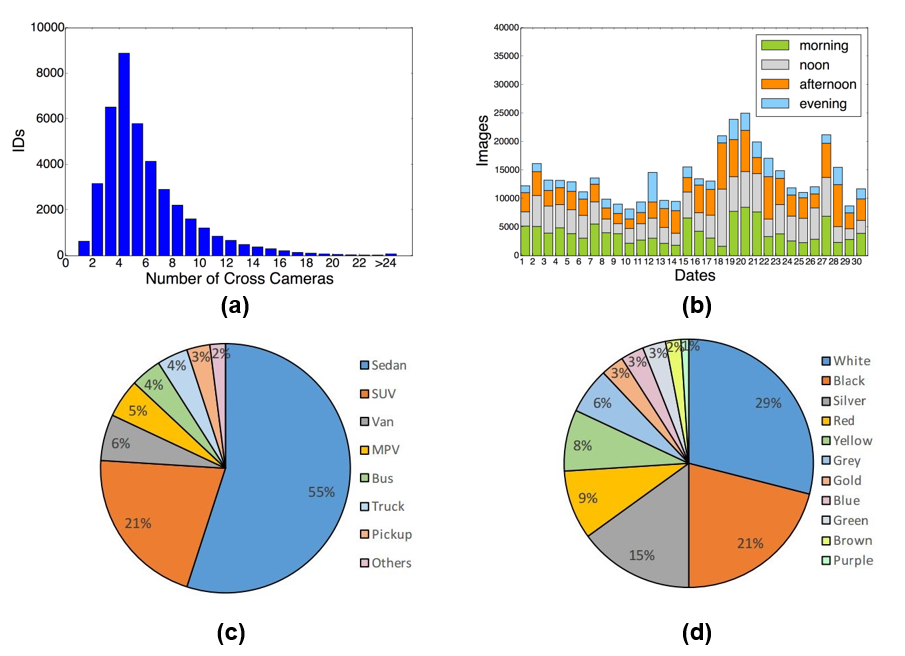 10000
8000
6000
4000
2000
0
IDs
0 2 4 6 8 10 12 14 16 18 20 22 >24
Number of Cross Cameras
(a)
40000
35000
30000
25000
20000
15000
10000
5000
0
Images
morning
noon
afternoon
evening
1 2 3 4 5 6 7 8 9 10 11 12 13 14 15 16 17 18 19 20 21 22 23 24 25 26 27 28 29 30
Dates
(b)
55%
21%
6%
5%
4%
4%
3%
2%
Sedan
SUV
Van
MPV
Bus
Truck
Pickup
Others
(c)
29%
21%
15%
9%
8%
6%
3%
3%
3%
2%
1%
White
Black
Silver
Red
Yellow
Grey
Gold
Blue
Green
Brown
Purple
(d)